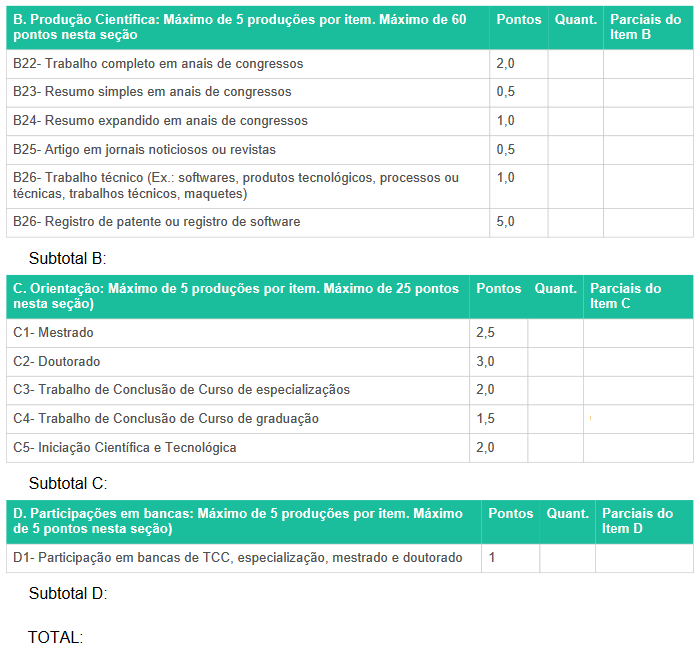 B. Produção Científica: Máximo de 5 produções por item. Máximo de 60 Pontos Quant. Parciais do
pontos nesta seção Item B
B22- Trabalho completo em anais de congressos 2,0
B23- Resumo simples em anais de congressos 0,5
B24- Resumo expandido em anais de congressos 1,0
B25- Artigo em jornais noticiosos ou revistas 0,5
B26- Trabalho técnico (Ex.: softwares, produtos tecnológicos, processos ou 1,0
técnicas, trabalhos técnicos, maquetes)
B26- Registro de patente ou registro de software 5,0
Subtotal B:
C. Orientação: Máximo de 5 produções por item. Máximo de 25 pontos Pontos Quant. Parciais do
nesta seção) Item C
C1- Mestrado 2,5
C2- Doutorado 3,0
C3- Trabalho de Conclusão de Curso de especializaçãos 2,0
C4- Trabalho de Conclusão de Curso de graduação 1,5
C5- Iniciação Científica e Tecnológica 2,0
Subtotal C:
D. Participações em bancas: Máximo de 5 produções por item. Máximo Pontos Quant. Parciais do
de 5 pontos nesta seção) Item D
D1- Participação em bancas de TCC, especialização, mestrado e doutorado 1
Subtotal D:
TOTAL: